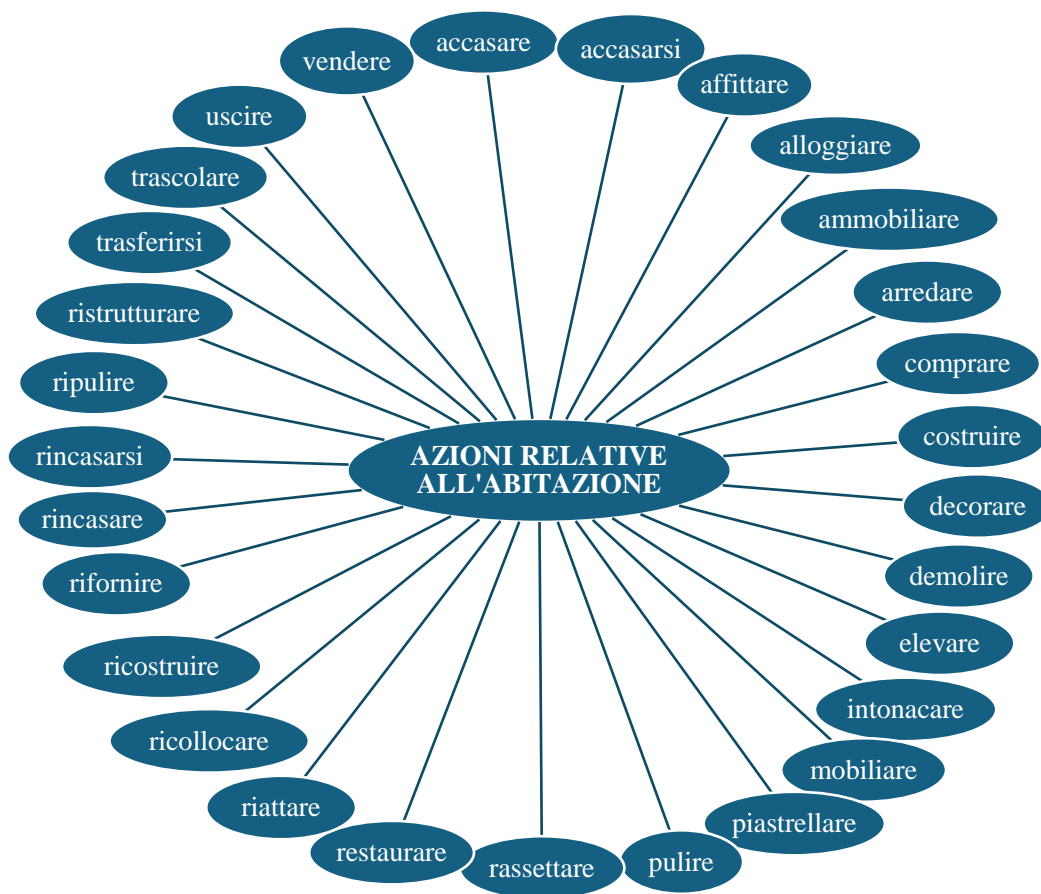 accasare
accasarsi
affittare
alloggiare
ammobiliare
arredare
comprare
costruire
decorare
demolire
elevare
intonacare
mobiliare
piastrellare
pulire
rassettare
restaurare
riattare
ricollocare
ricostruire
rifornire
rincasare
rincasarsi
ripulire
ristrutturare
trasferirsi
trascolare
uscire
vendere
AZIONI RELATIVE
ALL'ABITAZIONE